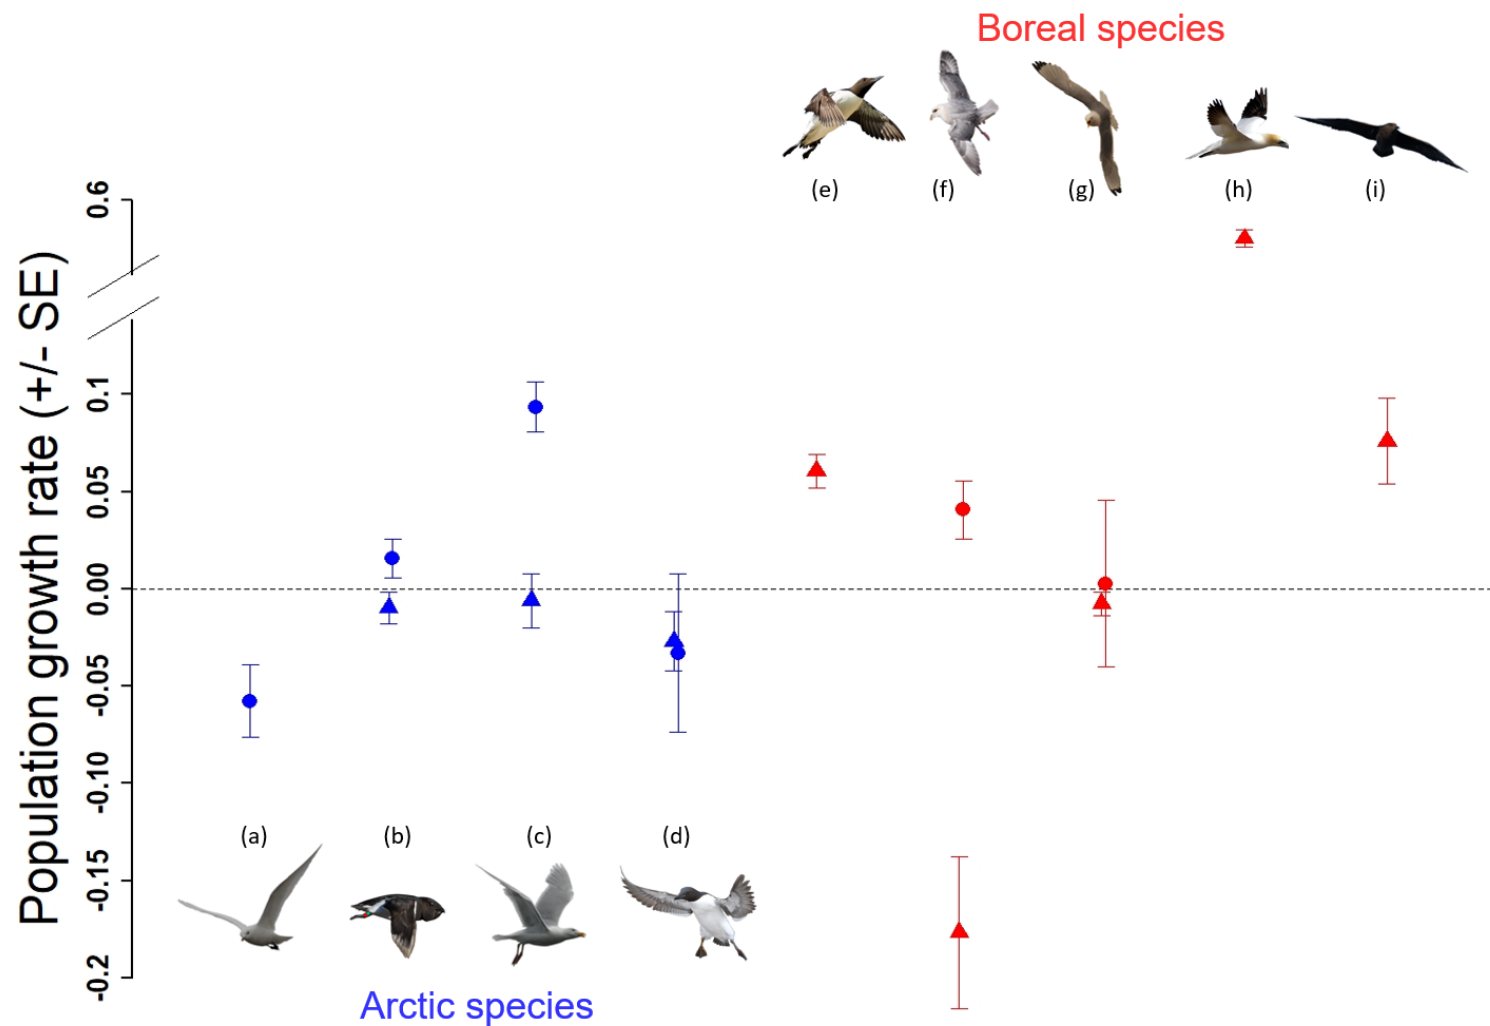 Boreal species
(e) (f) (g) (h) (i)
Population growth rate (+/- SE)
0.6
0.1
0.05
0.00
-0.05
-0.10
-0.15
-0.2
(a) (b) (c) (d)
Arctic species